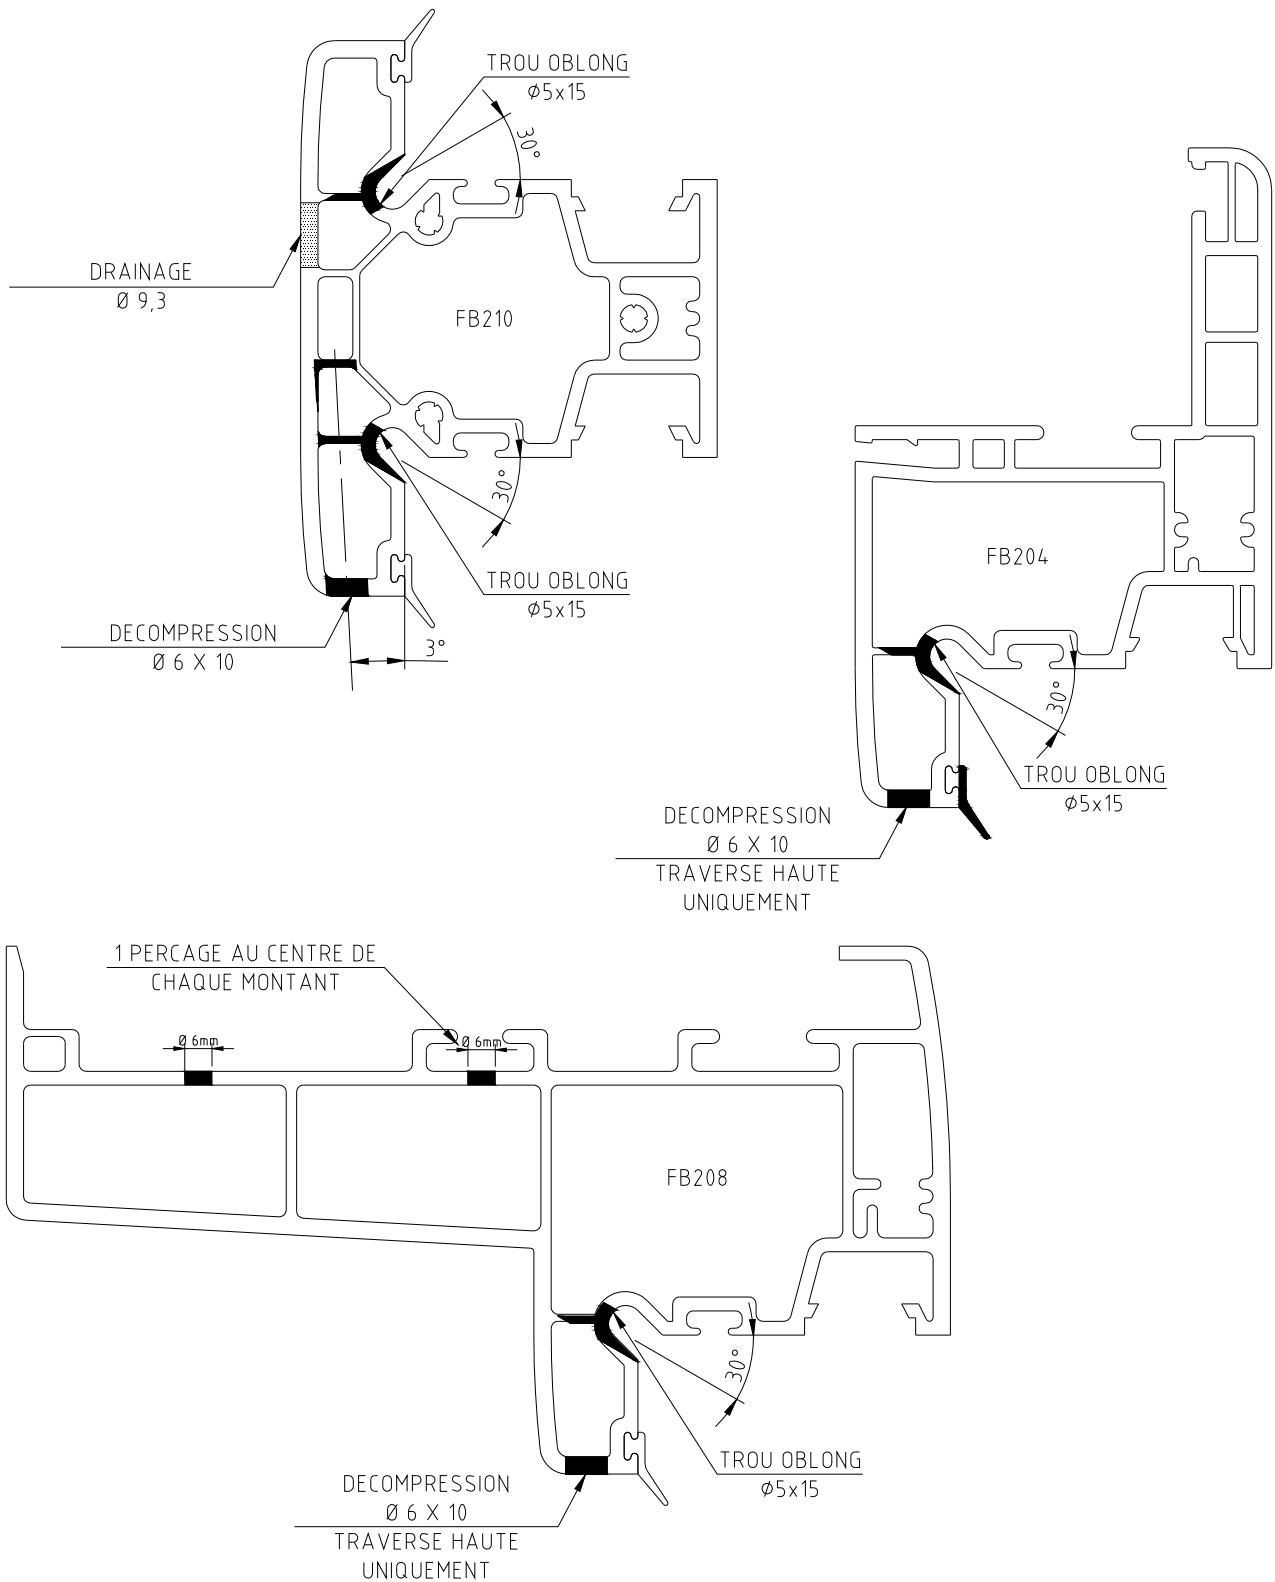 TROU OBLONG
Ø5x15
30°
DRAINAGE
Ø 9,3
FB210
30°
TROU OBLONG
Ø5x15
DECOMPRESSION
Ø 6 X 10
3°
FB204
30°
TROU OBLONG
Ø5x15
DECOMPRESSION
Ø 6 X 10
TRAVERSE HAUTE
UNIQUEMENT
1 PERCAGE AU CENTRE DE
CHAQUE MONTANT
Ø 6mm
Ø 6mm
FB208
30°
TROU OBLONG
Ø5x15
DECOMPRESSION
Ø 6 X 10
TRAVERSE HAUTE
UNIQUEMENT